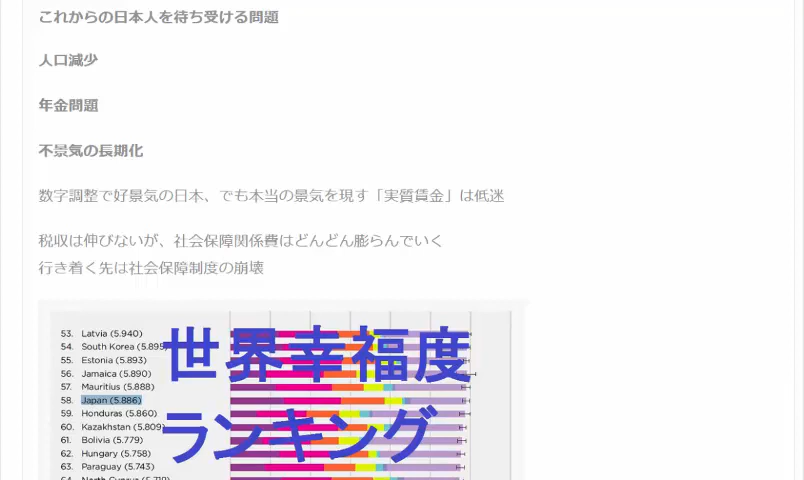 これからの日本人を待ち受ける問題
人口減少
年金問題
不景気の長期化
数字調整で好景気の日本、でも本当の景気を現す「実質賃金」は低迷
税収は伸びないが、社会保障関係費はどんどん膨らんでいく
行き着く先は社会保障制度の崩壊
世界幸福度
ランキング
53. Latvia (5.940)
54. South Korea (5.895
55. Estonia (5.893)
56. Jamaica (5.890)
57. Mauritius (5.888)
58. Japan (5.886)
59. Honduras (5.860)
60. Kazakhstan (5.809)
61. Bolivia (5.779)
62. Hungary (5.758)
63. Paraguay (5.743)